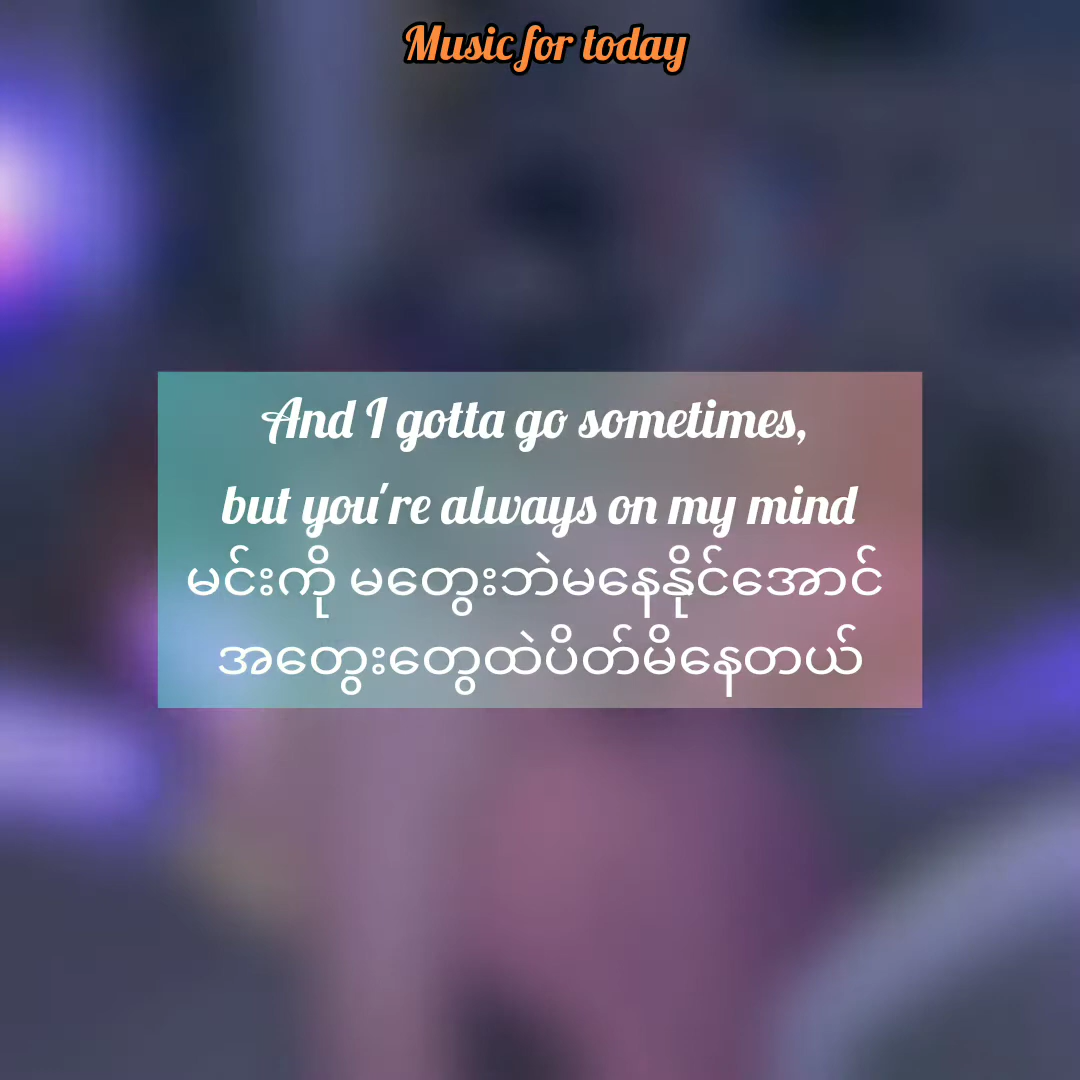 Music for today
And I gotta go sometimes,
but you're always on my mind
မင်းကို မတွေးဘဲမနေနိုင်အောင်
အတွေးတွေထဲပိတ်မိနေတယ်